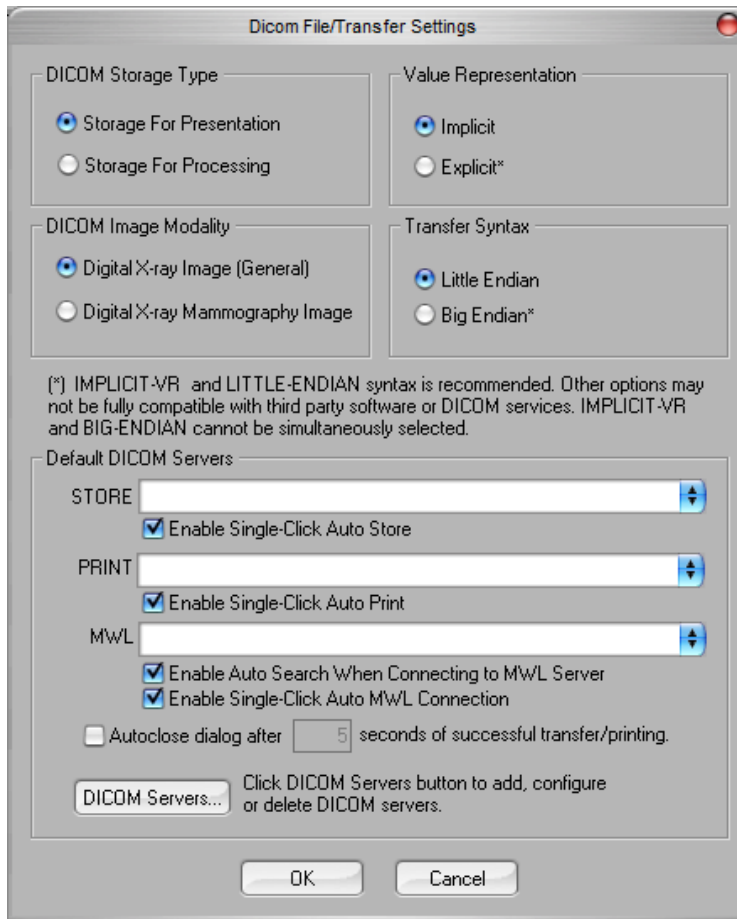 Dicom File/Transfer Settings
DICOM Storage Type
Storage For Presentation
Storage For Processing
Value Representation
Implicit
Explicit*
DICOM Image Modality
Digital X-ray Image (General)
Digital X-ray Mammography Image
Transfer Syntax
Little Endian
Big Endian*
(*) IMPLICIT-VR and LITTLE-ENDIAN syntax is recommended. Other options may
not be fully compatible with third party software or DICOM services. IMPLICIT-VR
and BIG-ENDIAN cannot be simultaneously selected.
Default DICOM Servers
STORE
Enable Single-Click Auto Store
PRINT
Enable Single-Click Auto Print
MWL
Enable Auto Search When Connecting to MWL Server
Enable Single-Click Auto MWL Connection
Autoclose dialog after 5 seconds of successful transfer/printing.
DICOM Servers...
Click DICOM Servers button to add, configure
or delete DICOM servers.
OK
Cancel